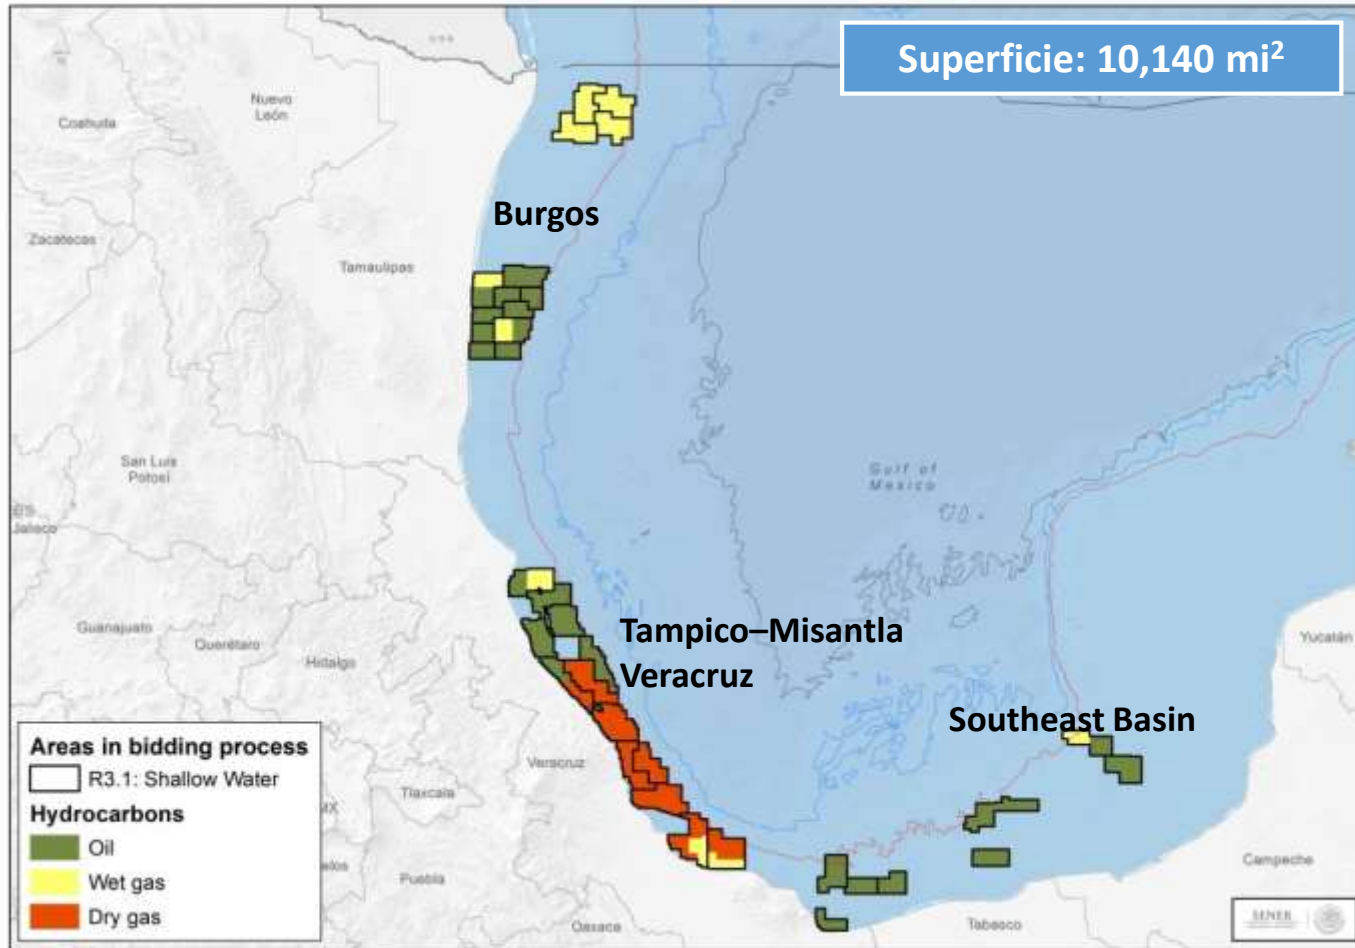 U S A
Superficie: 10,140 mi²
Nuevo
León
Coahuila
Burgos
Zacatecas
Tamaulipas
San Luis
Potosí
Gulf of
Mexico
Jalisco
Guanajuato
Querétaro
Hidalgo
Tampico–Misantla
Veracruz
Yucatán
Southeast Basin
Areas in bidding process
R3.1: Shallow Water
Hydrocarbons
Oil
Wet gas
Dry gas
Veracruz
Tlaxcala
Puebla
Oaxaca
Tabasco
Campeche
SENER